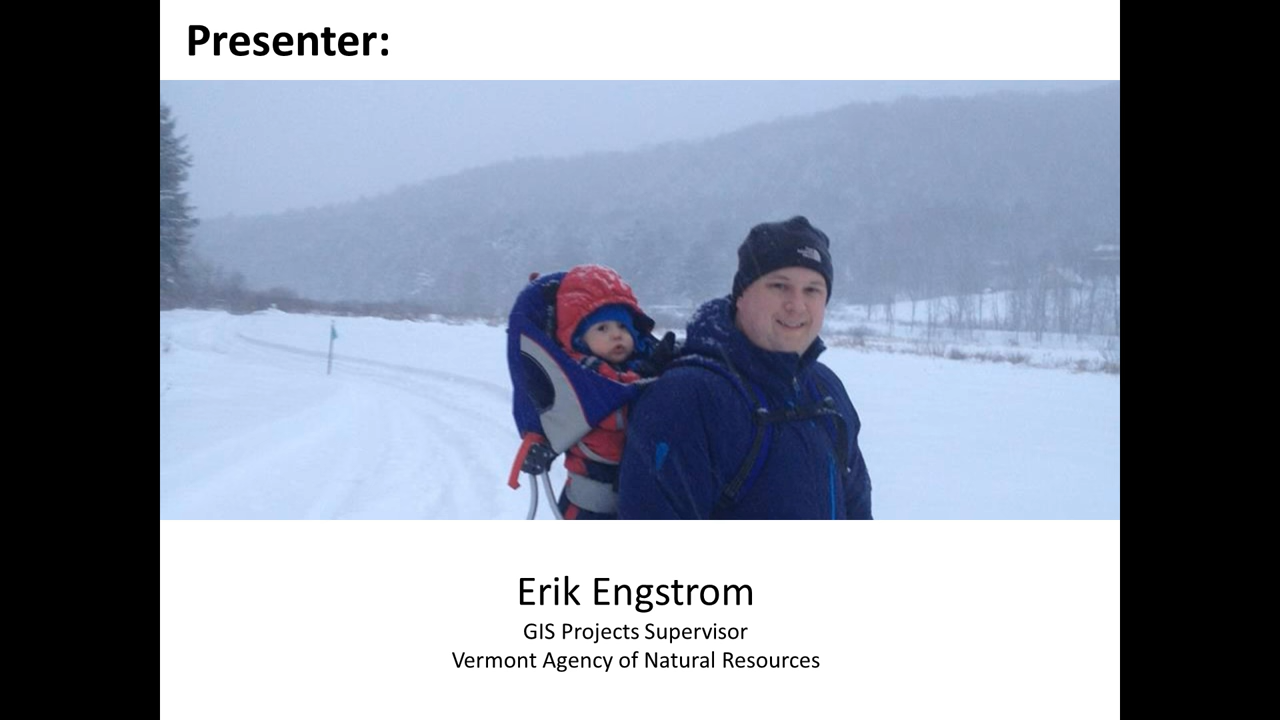 Presenter:
Erik Engstrom
GIS Projects Supervisor
Vermont Agency of Natural Resources